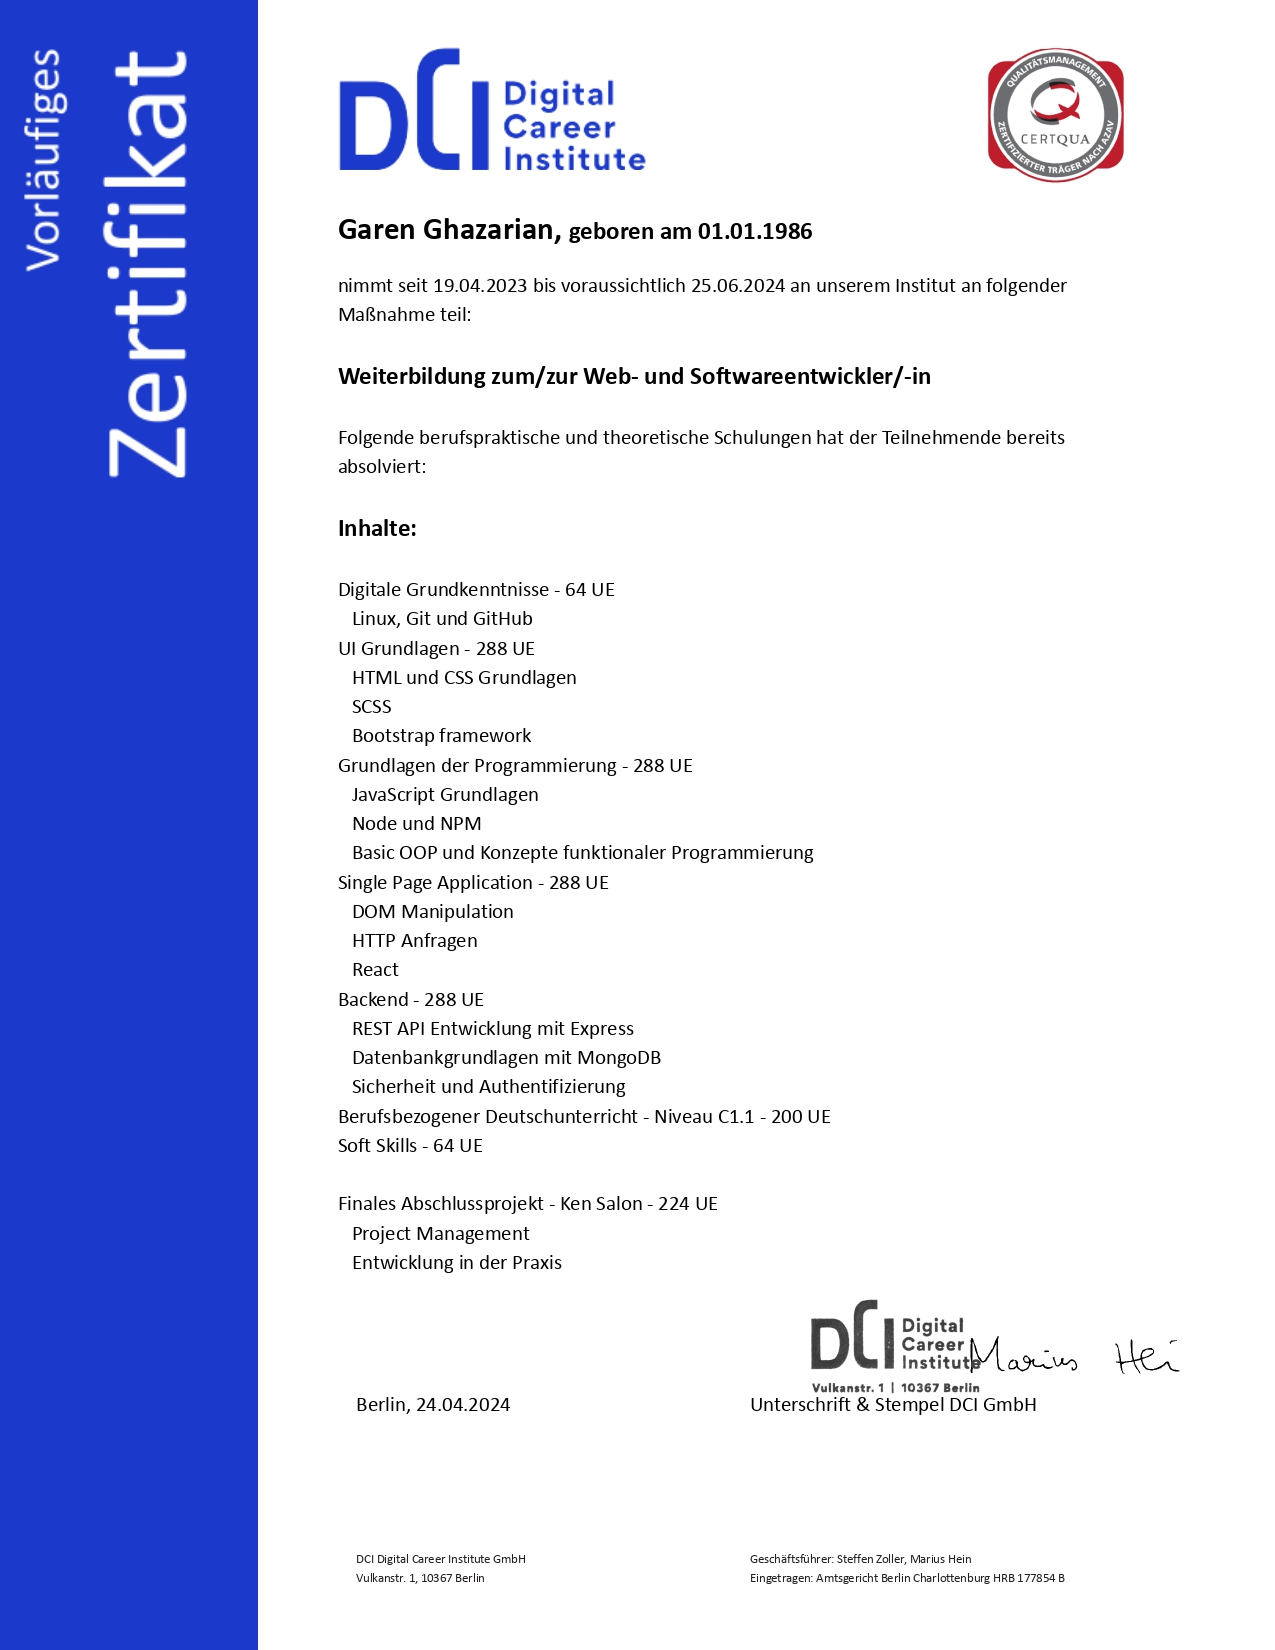 Vorläufiges
Zertifikat
DCI Digital
Career
Institute
QUALITÄTSMANAGEMENT
CERTQUA
ZERTIFIZIERTER TRÄGER NACH AZAV
Garen Ghazarian, geboren am 01.01.1986
nimmt seit 19.04.2023 bis voraussichtlich 25.06.2024 an unserem Institut an folgender
Maßnahme teil:
Weiterbildung zum/zur Web- und Softwareentwickler/-in
Folgende berufspraktische und theoretische Schulungen hat der Teilnehmende bereits
absolviert:
Inhalte:
Digitale Grundkenntnisse - 64 UE
Linux, Git und GitHub
UI Grundlagen - 288 UE
HTML und CSS Grundlagen
SCSS
Bootstrap framework
Grundlagen der Programmierung - 288 UE
JavaScript Grundlagen
Node und NPM
Basic OOP und Konzepte funktionaler Programmierung
Single Page Application - 288 UE
DOM Manipulation
HTTP Anfragen
React
Backend - 288 UE
REST API Entwicklung mit Express
Datenbankgrundlagen mit MongoDB
Sicherheit und Authentifizierung
Berufsbezogener Deutschunterricht - Niveau C1.1 - 200 UE
Soft Skills - 64 UE
Finales Abschlussprojekt - Ken Salon - 224 UE
Project Management
Entwicklung in der Praxis
DCI Digital
Career
Institute
Marius Hei
Vulkanstr. 1 | 10367 Berlin
Berlin, 24.04.2024
Unterschrift & Stempel DCI GmbH
DCI Digital Career Institute GmbH
Vulkanstr. 1, 10367 Berlin
Geschäftsführer: Steffen Zoller, Marius Hein
Eingetragen: Amtsgericht Berlin Charlottenburg HRB 177854 B